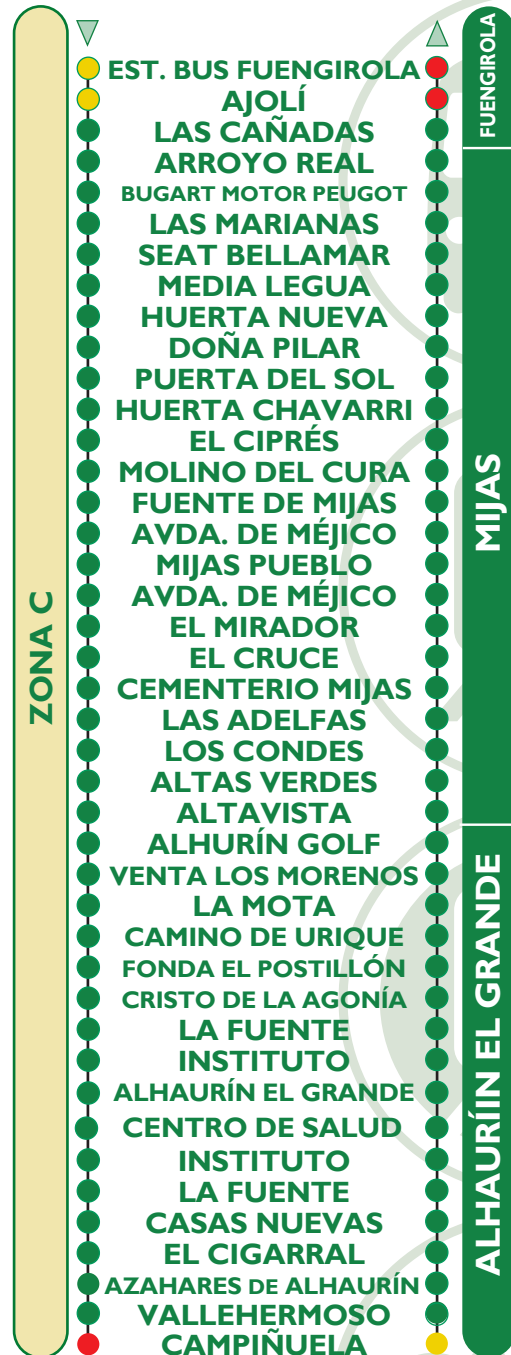 FUENGIROLA
EST. BUS FUENGIROLA
AJOLÍ
LAS CAÑADAS
ARROYO REAL
BUGART MOTOR PEUGOT
LAS MARIANAS
SEAT BELLAMAR
MEDIA LEGUA
HUERTA NUEVA
DOÑA PILAR
PUERTA DEL SOL
HUERTA CHAVARRI
EL CIPRÉS
MOLINO DEL CURA
FUENTE DE MIJAS
AVDA. DE MÉJICO
MIJAS PUEBLO
AVDA. DE MÉJICO
EL MIRADOR
EL CRUCE
CEMENTERIO MIJAS
LAS ADELFAS
LOS CONDES
ALTAS VERDES
ALTAVISTA
ALHURÍN GOLF
VENTA LOS MORENOS
LA MOTA
CAMINO DE URIQUE
FONDA EL POSTILLÓN
CRISTO DE LA AGONÍA
LA FUENTE
INSTITUTO
ALHAURÍN EL GRANDE
CENTRO DE SALUD
INSTITUTO
LA FUENTE
CASAS NUEVAS
EL CIGARRAL
AZAHARES DE ALHAURÍN
VALLEHERMOSO
CAMPIÑUELA
ZONA C
MIJAS
ALHAURÍIN EL GRANDE